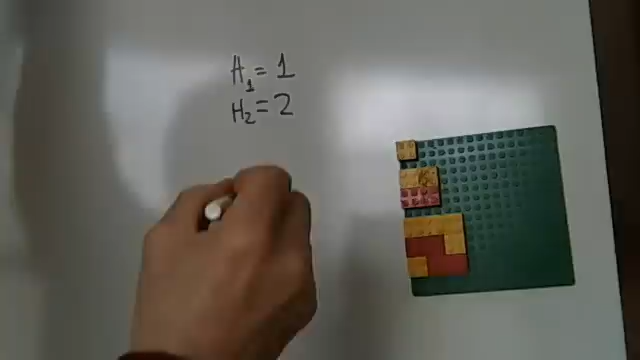 H₁ = 1
H₂ = 2